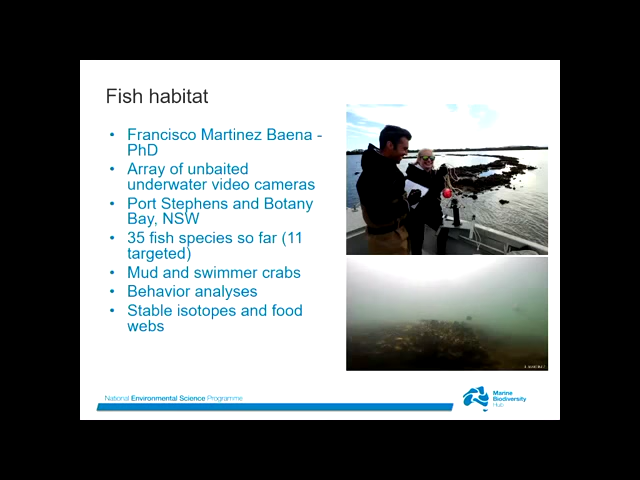 Fish habitat
• Francisco Martinez Baena -
PhD
• Array of unbaited
underwater video cameras
• Port Stephens and Botany
Bay, NSW
• 35 fish species so far (11
targeted)
• Mud and swimmer crabs
• Behavior analyses
• Stable isotopes and food
webs
National Environmental Science Programme
Marine
Biodiversity
Hub